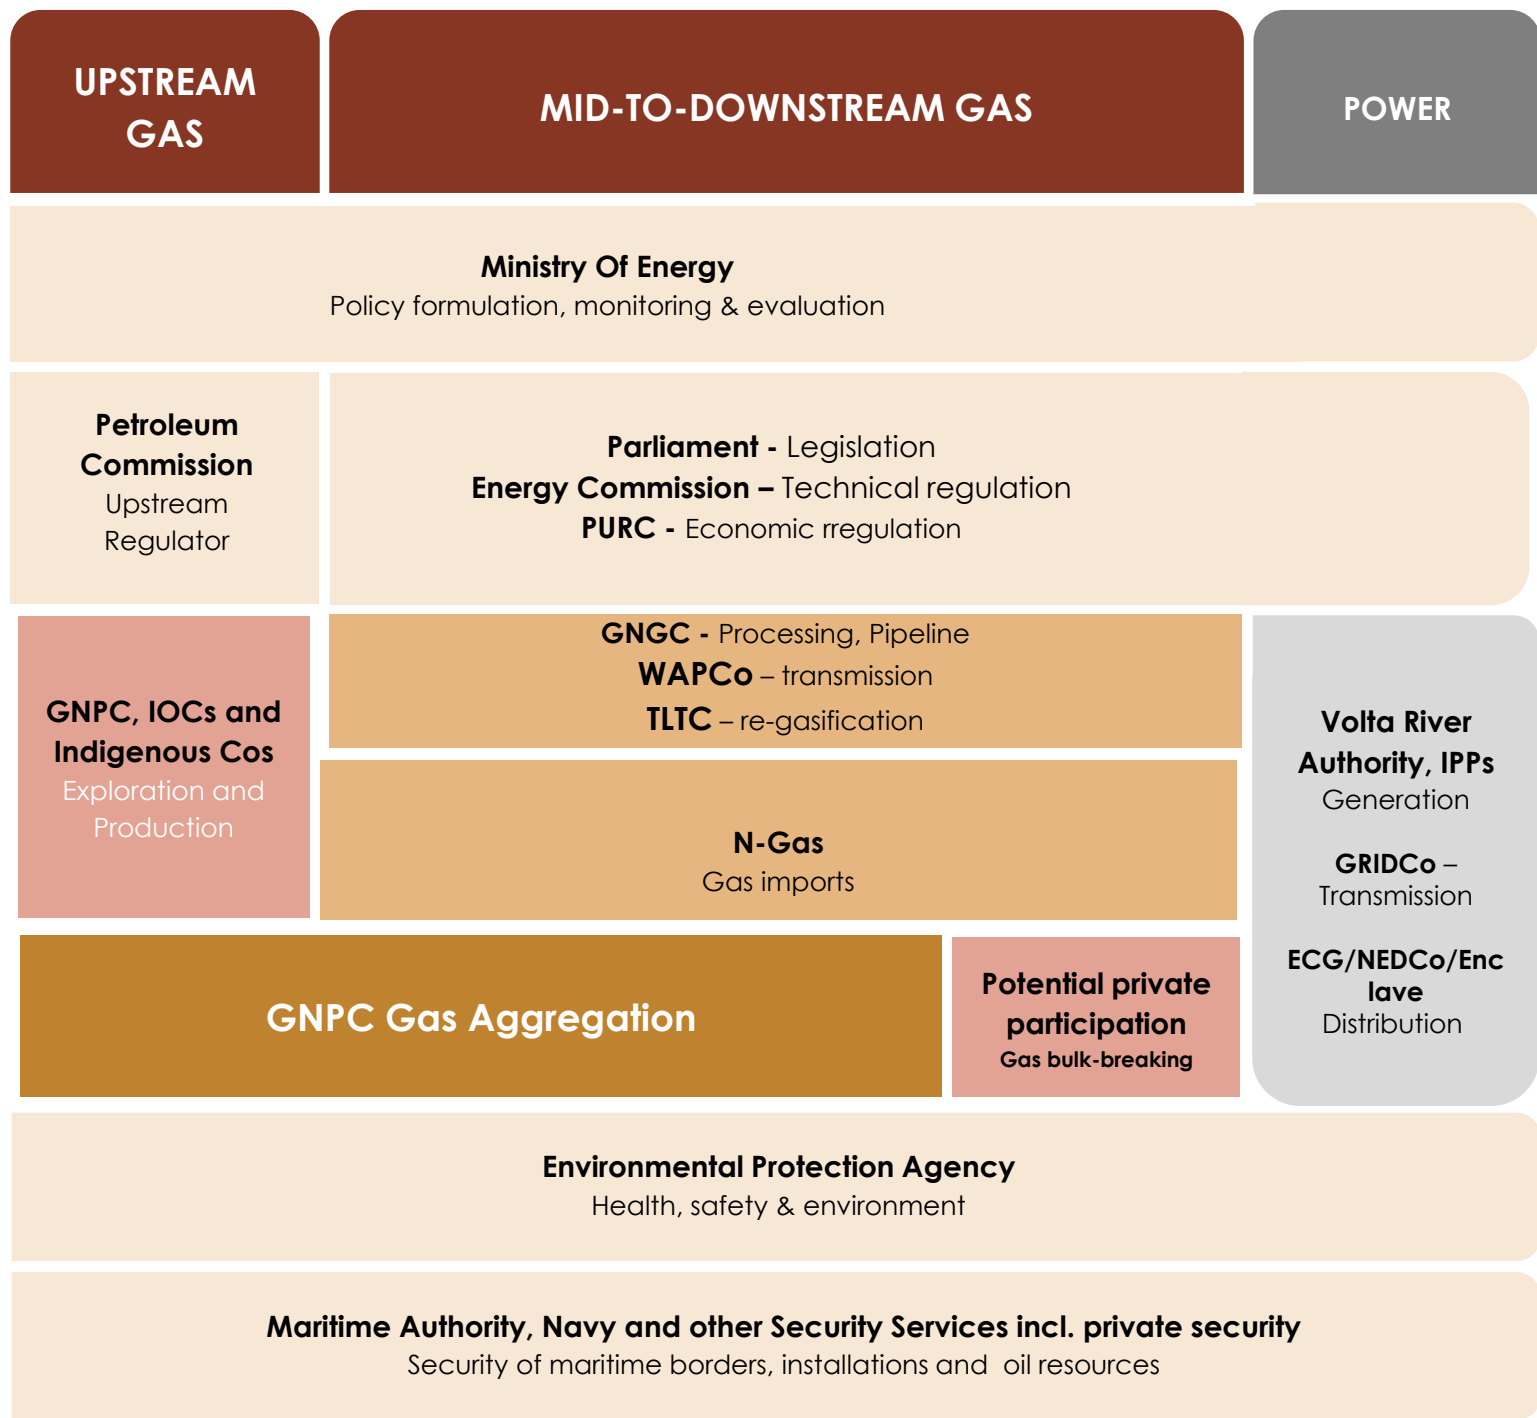 UPSTREAM
GAS
MID-TO-DOWNSTREAM GAS
POWER
Ministry Of Energy
Policy formulation, monitoring & evaluation
Petroleum
Commission
Upstream
Regulator
Parliament - Legislation
Energy Commission – Technical regulation
PURC - Economic rregulation
GNPC, IOCs and
Indigenous Cos
Exploration and
Production
GNGC - Processing, Pipeline
WAPCo – transmission
TLTC – re-gasification
N-Gas
Gas imports
Volta River
Authority, IPPs
Generation
GRIDCo –
Transmission
ECG/NEDCo/Enc
lave
Distribution
GNPC Gas Aggregation
Potential private
participation
Gas bulk-breaking
Environmental Protection Agency
Health, safety & environment
Maritime Authority, Navy and other Security Services incl. private security
Security of maritime borders, installations and  oil resources